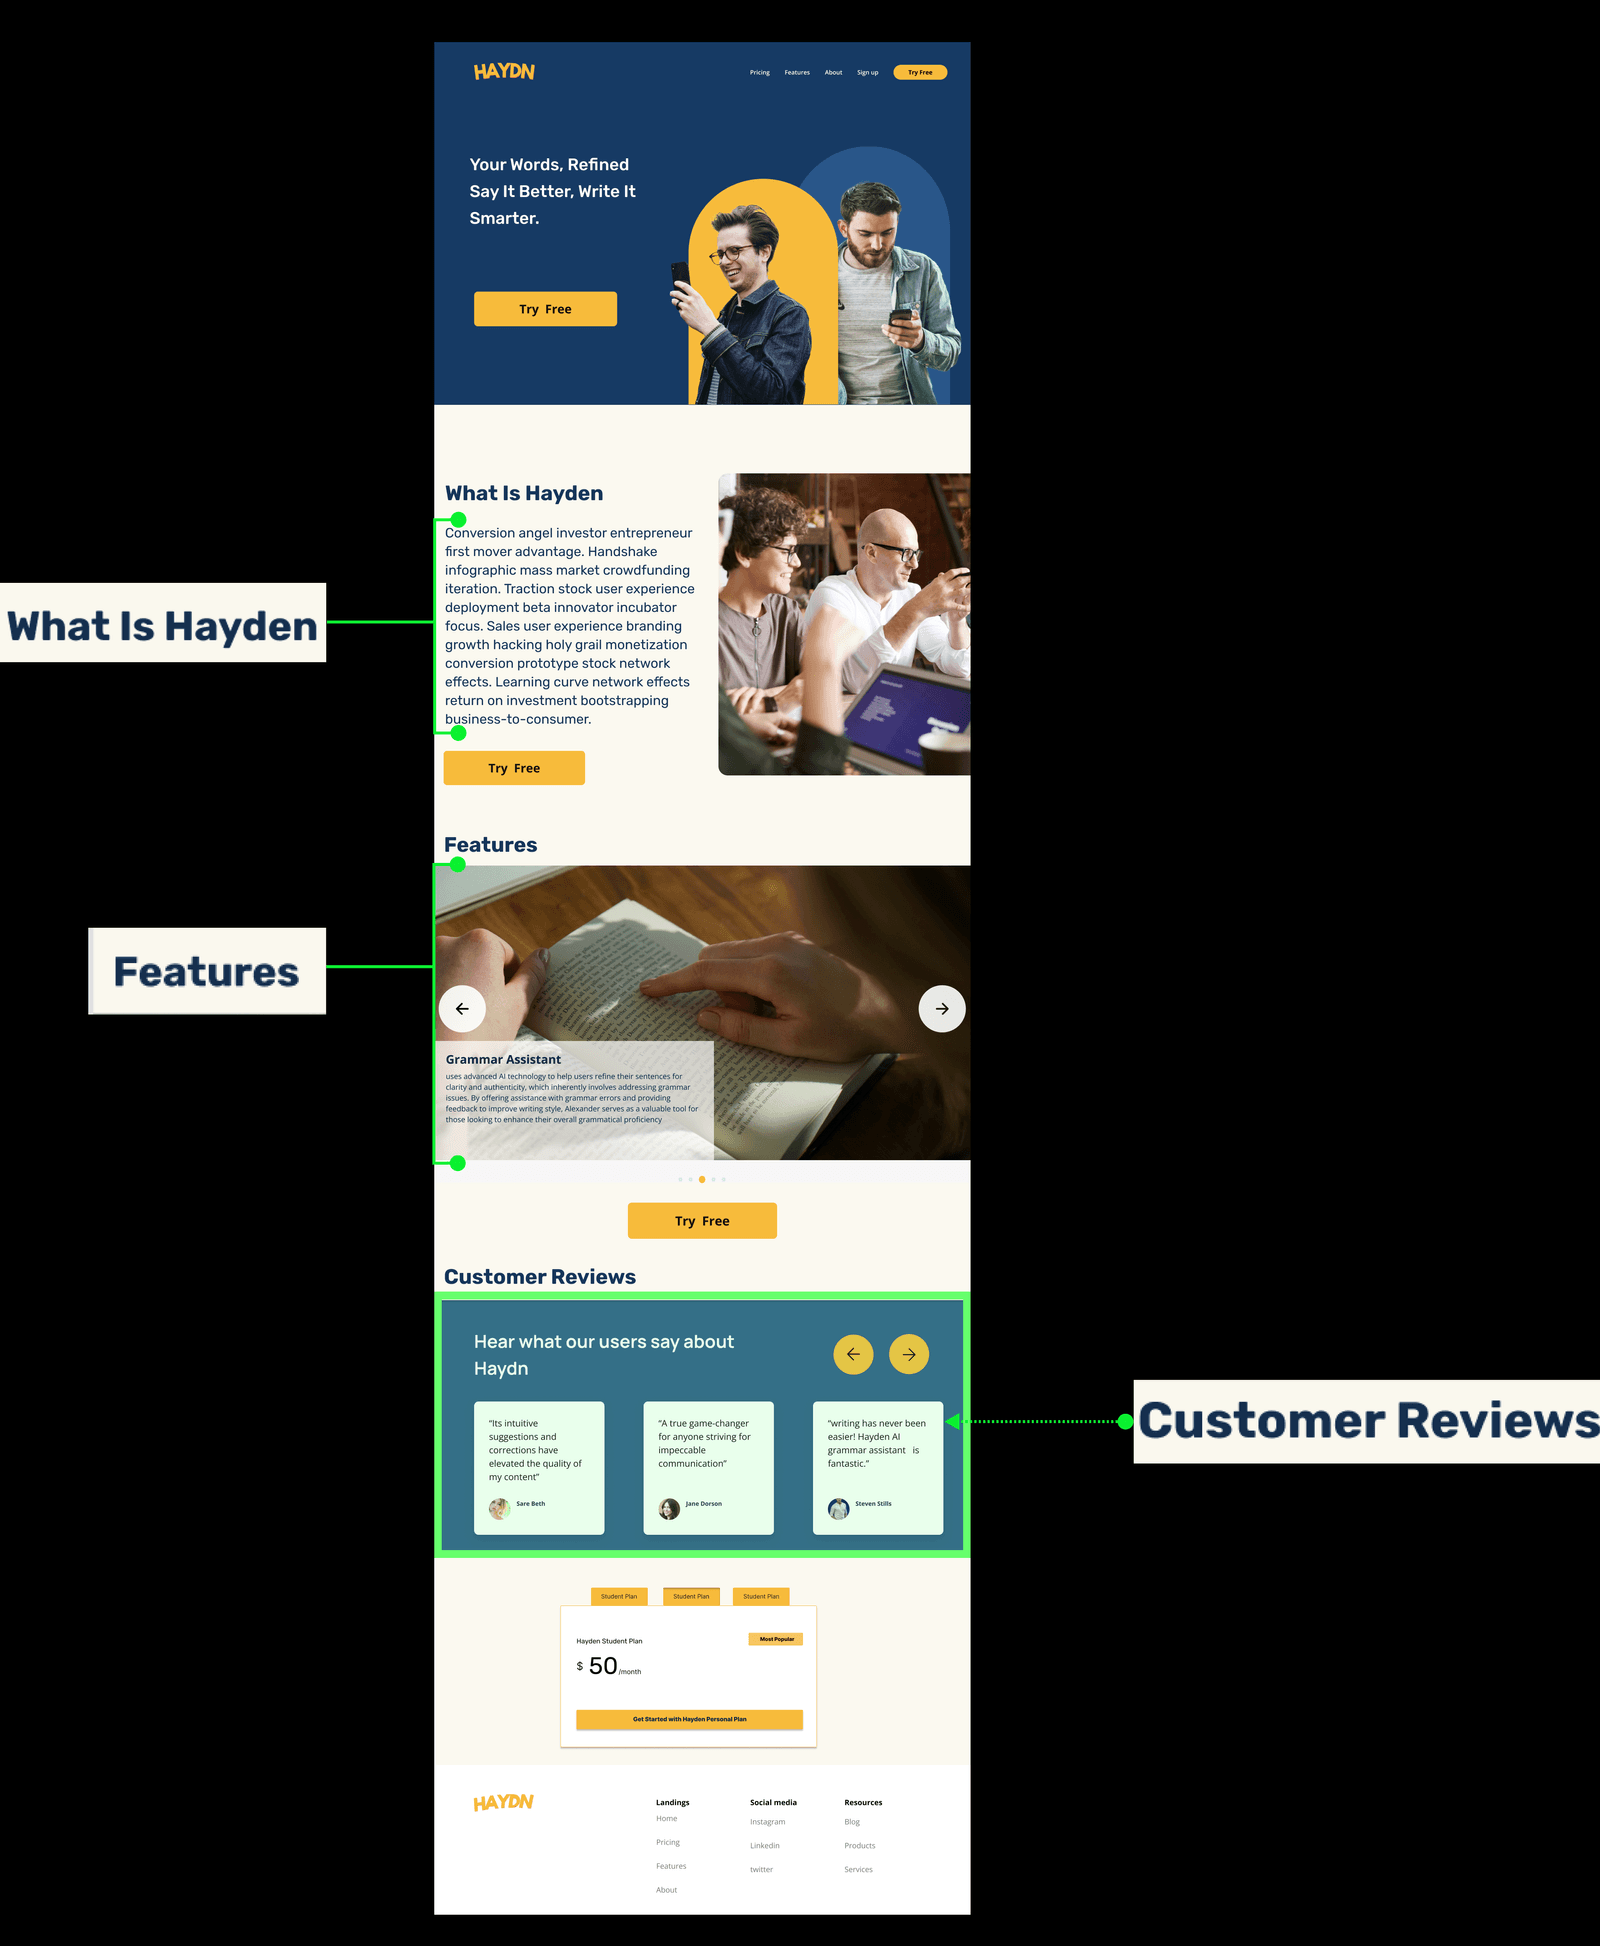 HAYDN
Pricing Features About Sign up Try Free
Your Words, Refined
Say It Better, Write It
Smarter.
Try Free
What Is Hayden
Conversion angel investor entrepreneur
first mover advantage. Handshake
infographic mass market crowdfunding
iteration. Traction stock user experience
deployment beta innovator incubator
focus. Sales user experience branding
growth hacking holy grail monetization
conversion prototype stock network
effects. Learning curve network effects
return on investment bootstrapping
business-to-consumer.
Try Free
What Is Hayden
Features
Features
Grammar Assistant
uses advanced AI technology to help users refine their sentences for
clarity and authenticity, which inherently involves addressing grammar
issues. By offering assistance with grammar errors and providing
feedback to improve writing style, Alexander serves as a valuable tool for
those looking to enhance their overall grammatical proficiency
Try Free
Customer Reviews
Hear what our users say about
Haydn
"Its intuitive
suggestions and
corrections have
elevated the quality of
my content"
Sare Beth
"A true game-changer
for anyone striving for
impeccable
communication"
Jane Dorson
"writing has never been
easier! Hayden AI
grammar assistant is
fantastic."
Steven Stills
Customer Reviews
Student Plan Student Plan Student Plan
Hayden Student Plan
Most Popular
$ 50 /month
Get Started with Hayden Personal Plan
HAYDN
Landings
Home
Pricing
Features
About
Social media
Instagram
Linkedin
twitter
Resources
Blog
Products
Services